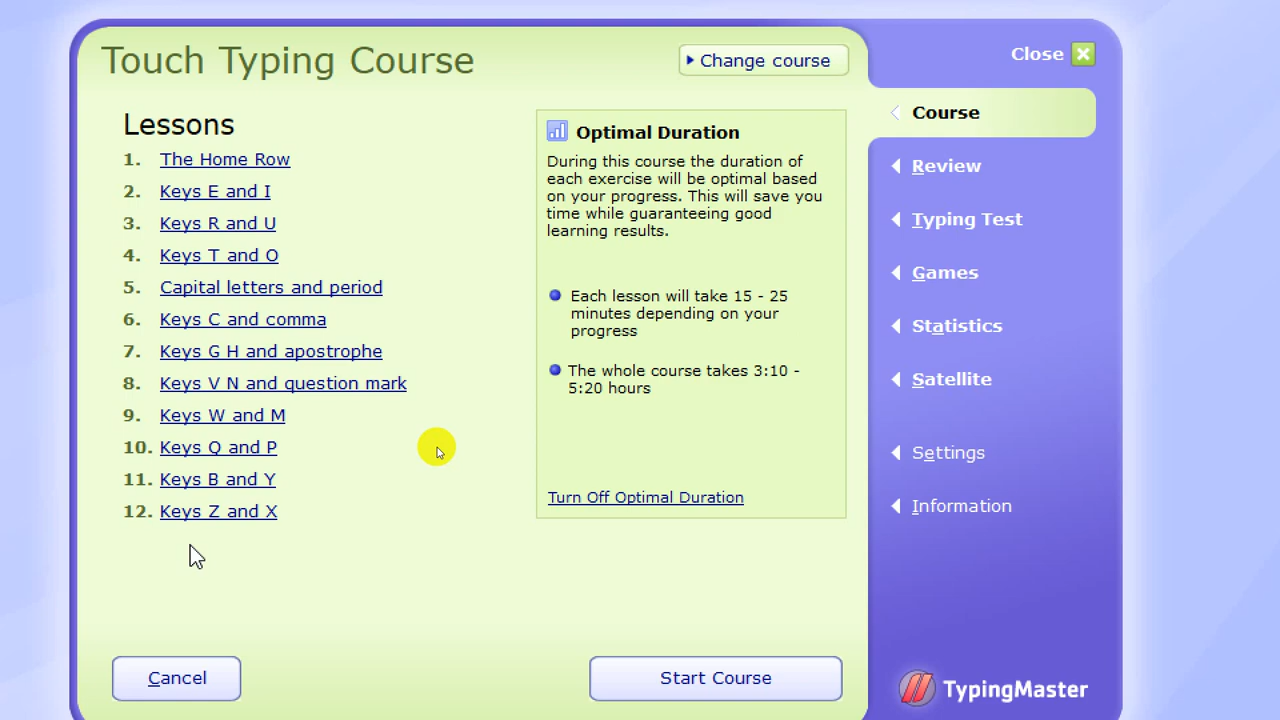 Touch Typing Course
Change course
Close
Lessons
1. The Home Row
2. Keys E and I
3. Keys R and U
4. Keys T and O
5. Capital letters and period
6. Keys C and comma
7. Keys G H and apostrophe
8. Keys V N and question mark
9. Keys W and M
10. Keys Q and P
11. Keys B and Y
12. Keys Z and X
Optimal Duration
During this course the duration of
each exercise will be optimal based
on your progress. This will save you
time while guaranteeing good
learning results.
Each lesson will take 15 - 25
minutes depending on your
progress
The whole course takes 3:10 -
5:20 hours
Turn Off Optimal Duration
Cancel
Start Course
Course
Review
Typing Test
Games
Statistics
Satellite
Settings
Information
TypingMaster